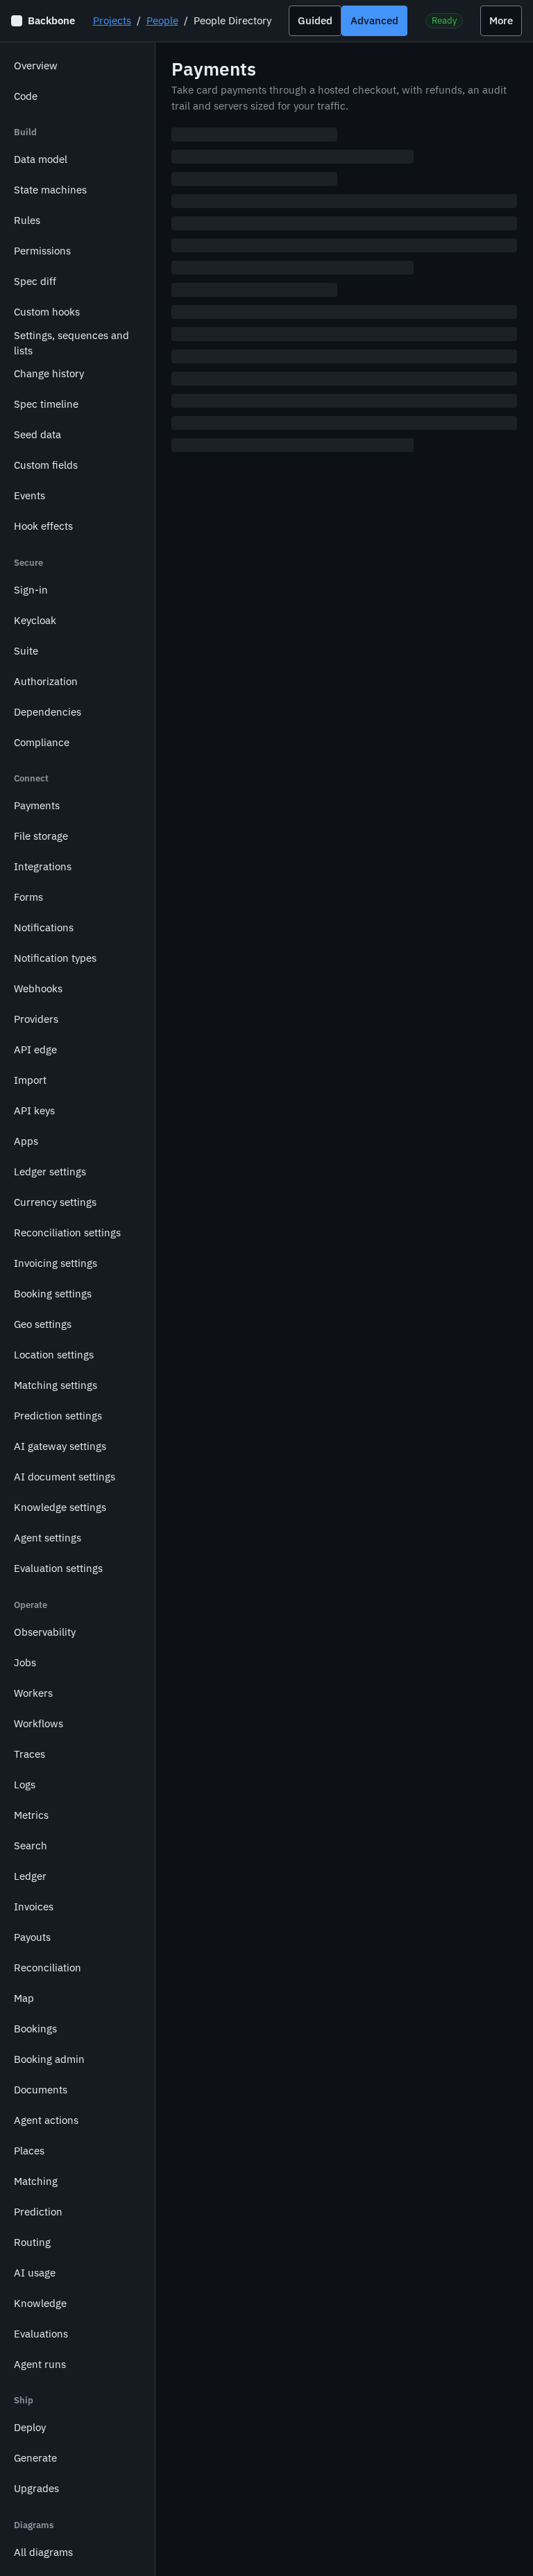 Backbone Projects / People / People Directory Guided Advanced Ready More
Overview
Code
Build
Data model
State machines
Rules
Permissions
Spec diff
Custom hooks
Settings, sequences and
lists
Change history
Spec timeline
Seed data
Custom fields
Events
Hook effects
Secure
Sign-in
Keycloak
Suite
Authorization
Dependencies
Compliance
Connect
Payments
File storage
Integrations
Forms
Notifications
Notification types
Webhooks
Providers
API edge
Import
API keys
Apps
Ledger settings
Currency settings
Reconciliation settings
Invoicing settings
Booking settings
Geo settings
Location settings
Matching settings
Prediction settings
AI gateway settings
AI document settings
Knowledge settings
Agent settings
Evaluation settings
Operate
Observability
Jobs
Workers
Workflows
Traces
Logs
Metrics
Search
Ledger
Invoices
Payouts
Reconciliation
Map
Bookings
Booking admin
Documents
Agent actions
Places
Matching
Prediction
Routing
AI usage
Knowledge
Evaluations
Agent runs
Ship
Deploy
Generate
Upgrades
Diagrams
All diagrams
Payments
Take card payments through a hosted checkout, with refunds, an audit
trail and servers sized for your traffic.